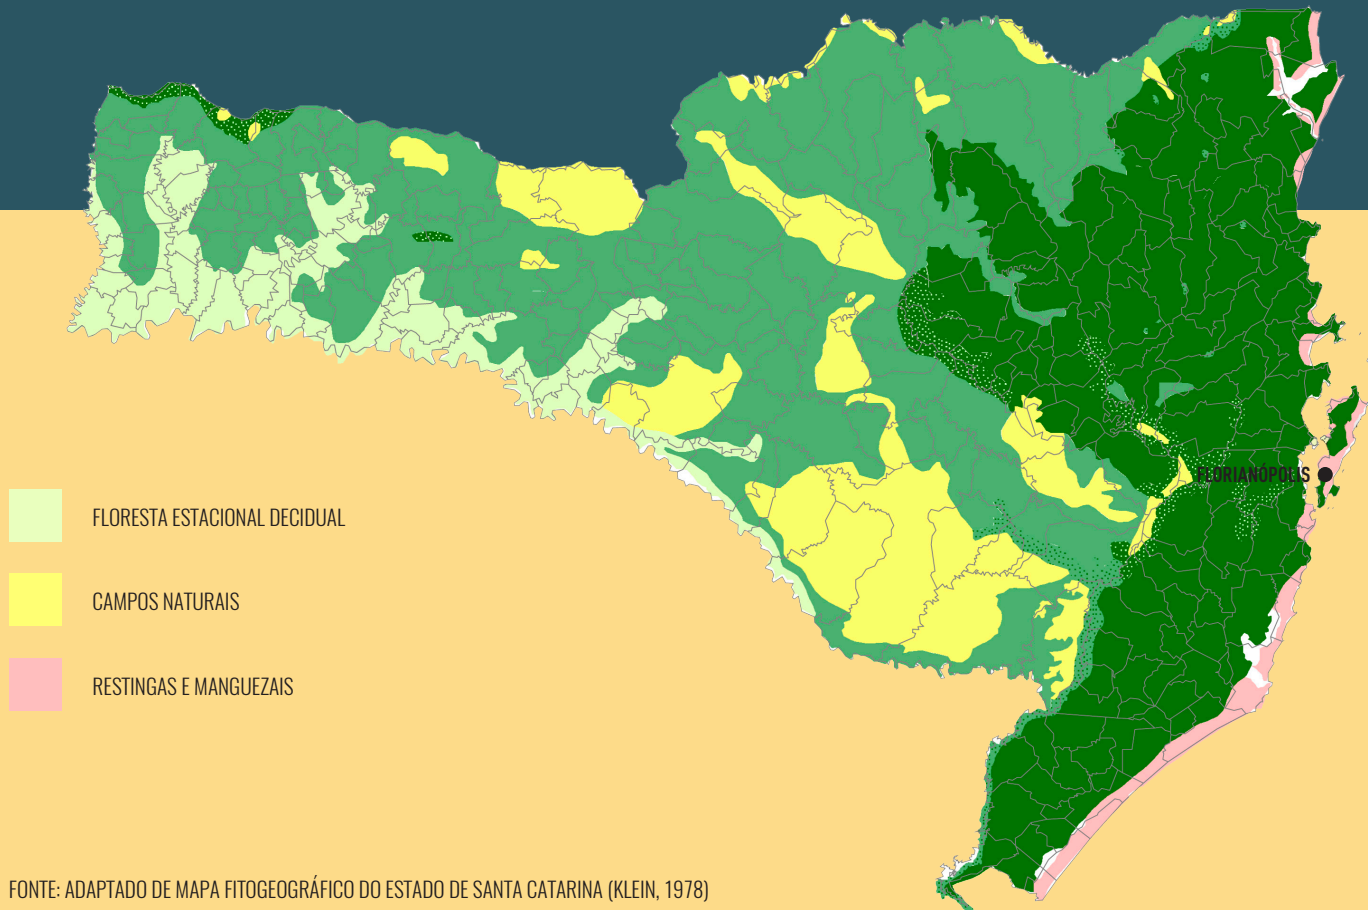 FLORIANÓPOLIS
FLORESTA ESTACIONAL DECIDUAL
CAMPOS NATURAIS
RESTINGAS E MANGUEZAIS
FONTE: ADAPTADO DE MAPA FITOGEOGRÁFICO DO ESTADO DE SANTA CATARINA (KLEIN, 1978)